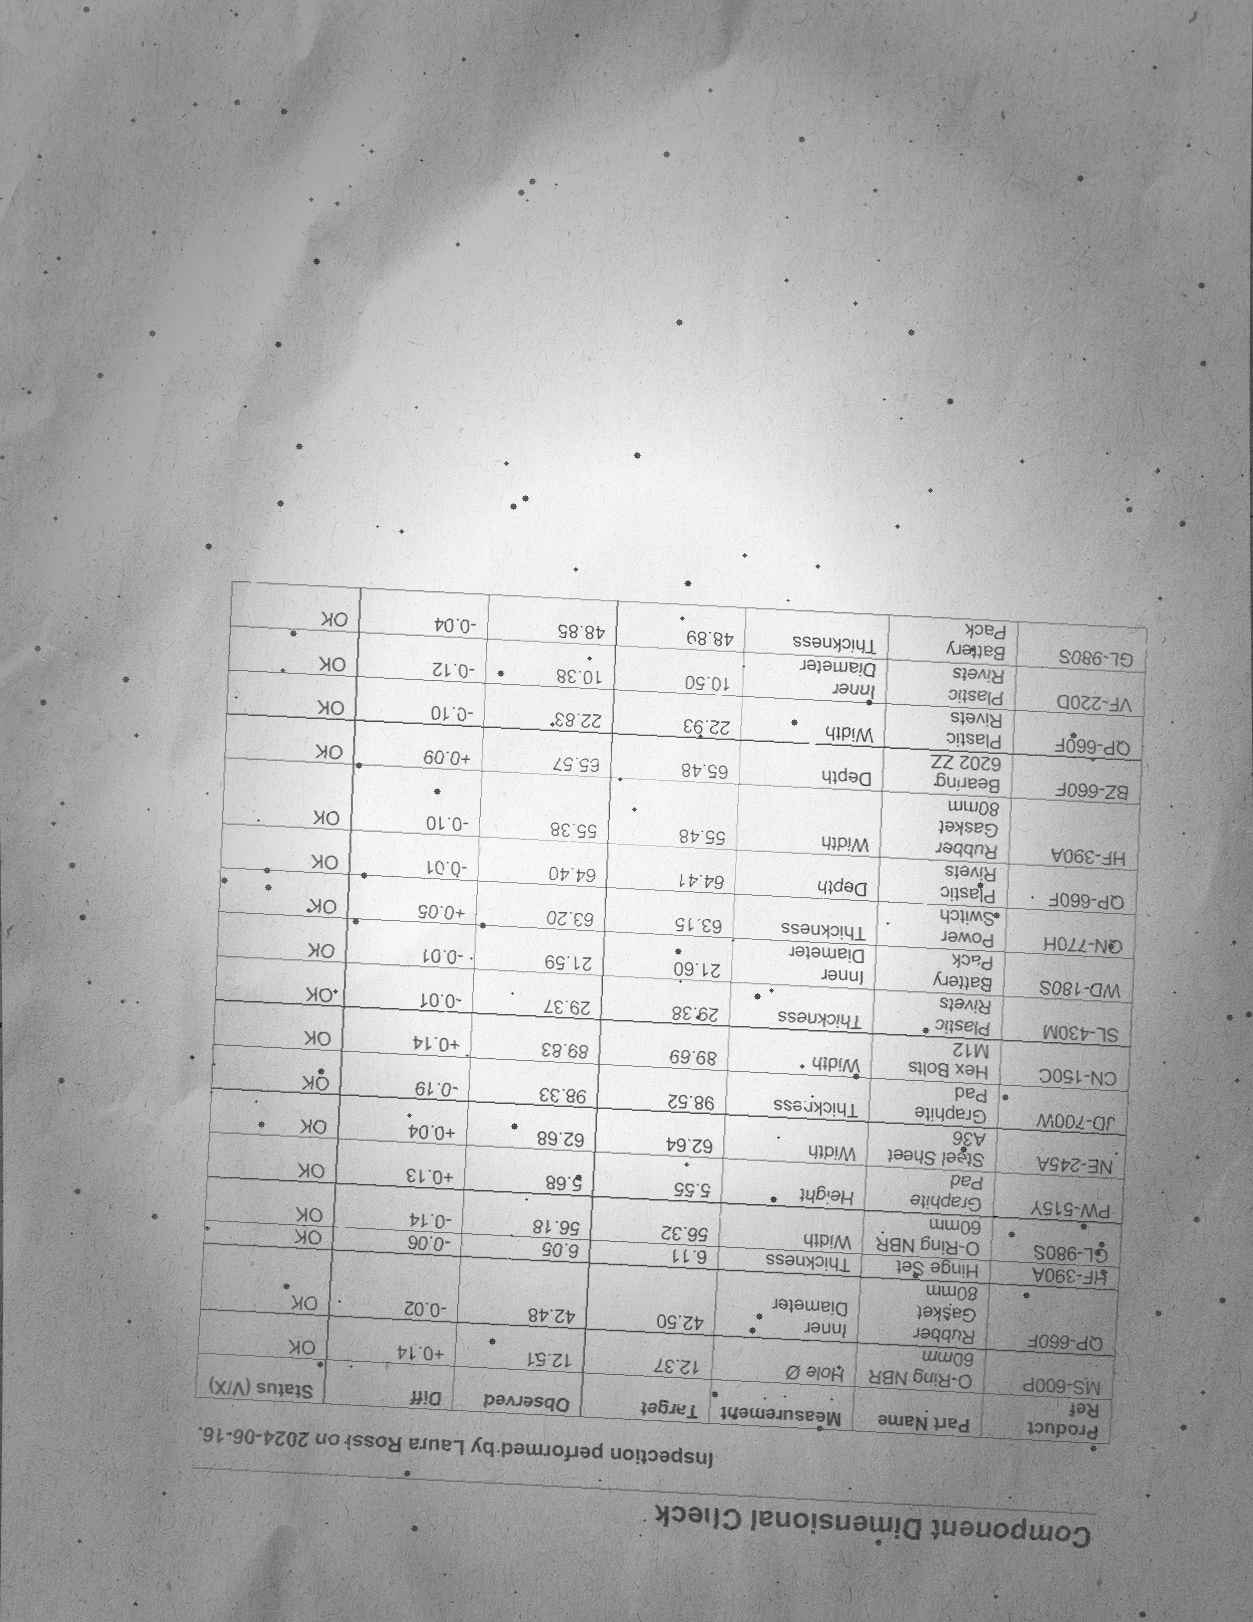 Component Dimensional Check
Inspection performed by Laura Rossi on 2024-06-16.
Product Part Name Measurement Target Observed Diff Status (V/X)
Ref
MS-600P O-Ring NBR Hole Ø 12.37 12.51 +0.14 OK
60mm
QP-660F Rubber Inner 42.50 42.48 -0.02 OK
Gasket Diameter
80mm
HF-390A Hinge Set Thickness 6.11 6.05 -0.06 OK
GL-980S O-Ring NBR Width 56.32 56.18 -0.14 OK
60mm
PW-515Y Graphite Height 5.55 5.68 +0.13 OK
Pad
NE-245A Steel Sheet Width 62.64 62.68 +0.04 OK
A36
JD-700W Graphite Thickness 98.52 98.33 -0.19 OK
Pad
CN-150C Hex Bolts Width 89.69 89.83 +0.14 OK
M12
SL-430M Plastic Thickness 29.38 29.37 -0.01 OK
Rivets
WD-180S Battery Inner 21.60 21.59 -0.01 OK
Pack Diameter
QN-770H Power Thickness 63.15 63.20 +0.05 OK
Switch
QP-660F Plastic Depth 64.41 64.40 -0.01 OK
Rivets
HF-390A Rubber Width 55.48 55.38 -0.10 OK
Gasket
80mm
BZ-660F Bearing Depth 65.48 65.57 +0.09 OK
6202 ZZ
QP-660F Plastic Width 22.93 22.83 -0.10 OK
Rivets
VF-220D Plastic Inner 10.50 10.38 -0.12 OK
Rivets Diameter
GL-980S Battery Thickness 48.89 48.85 -0.04 OK
Pack